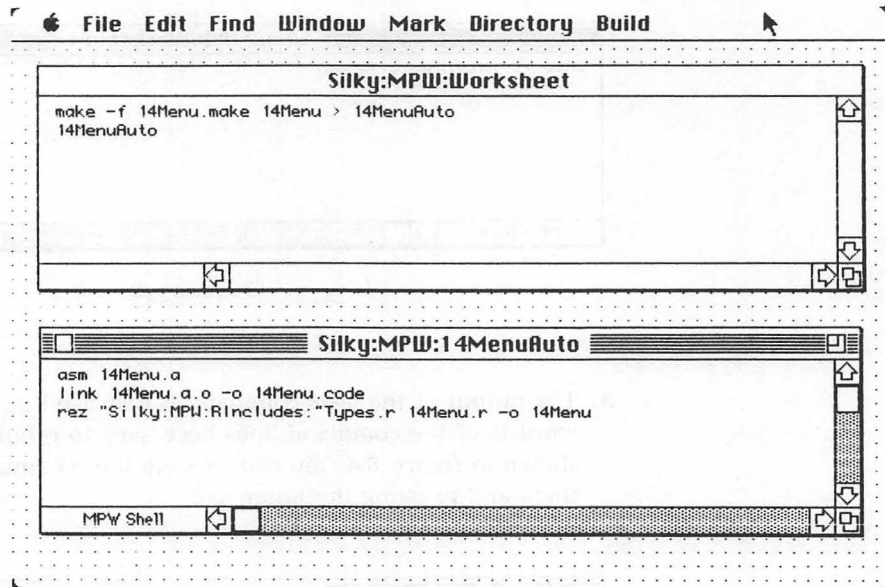 File Edit Find Window Mark Directory Build
Silky:MPW:Worksheet
make -f 14Menu.make 14Menu > 14MenuAuto
14MenuAuto
Silky:MPW:14MenuAuto
asm 14Menu.a
link 14Menu.a.o -o 14Menu.code
rez "Silky:MPW:RIncludes:"Types.r 14Menu.r -o 14Menu
MPW Shell